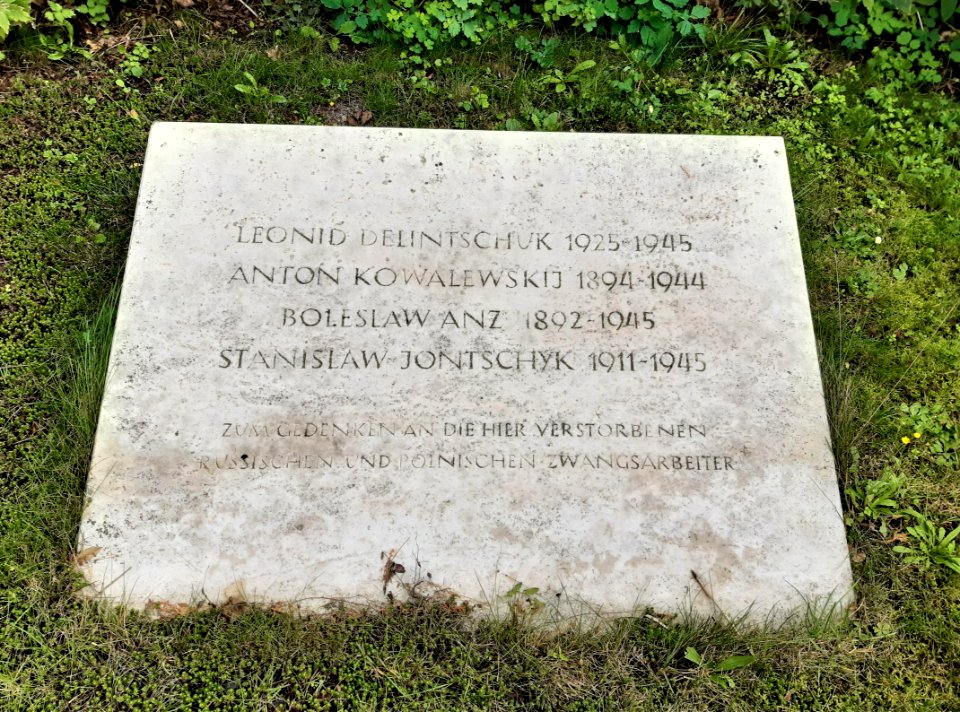 LEONID DELINTSCHUK 1925-1945
ANTON KOWALEWSKIJ 1894-1944
BOLESLAW ANZ 1892-1945
STANISLAW JONTSCHYK 1911-1945
ZUM GEDENKEN AN DIE HIER VERSTORBENEN
RUSSISCHEN UND POLNISCHEN ZWANGSARBEITER